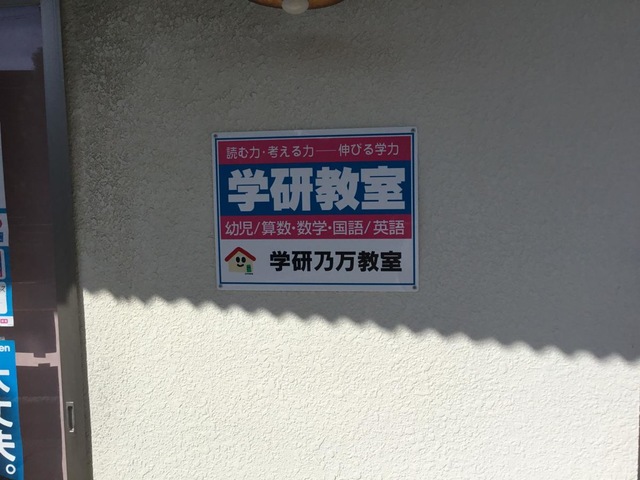 読む力・考える力──伸びる学力
学研教室
幼児/算数・数学・国語/英語
学研乃万教室
en